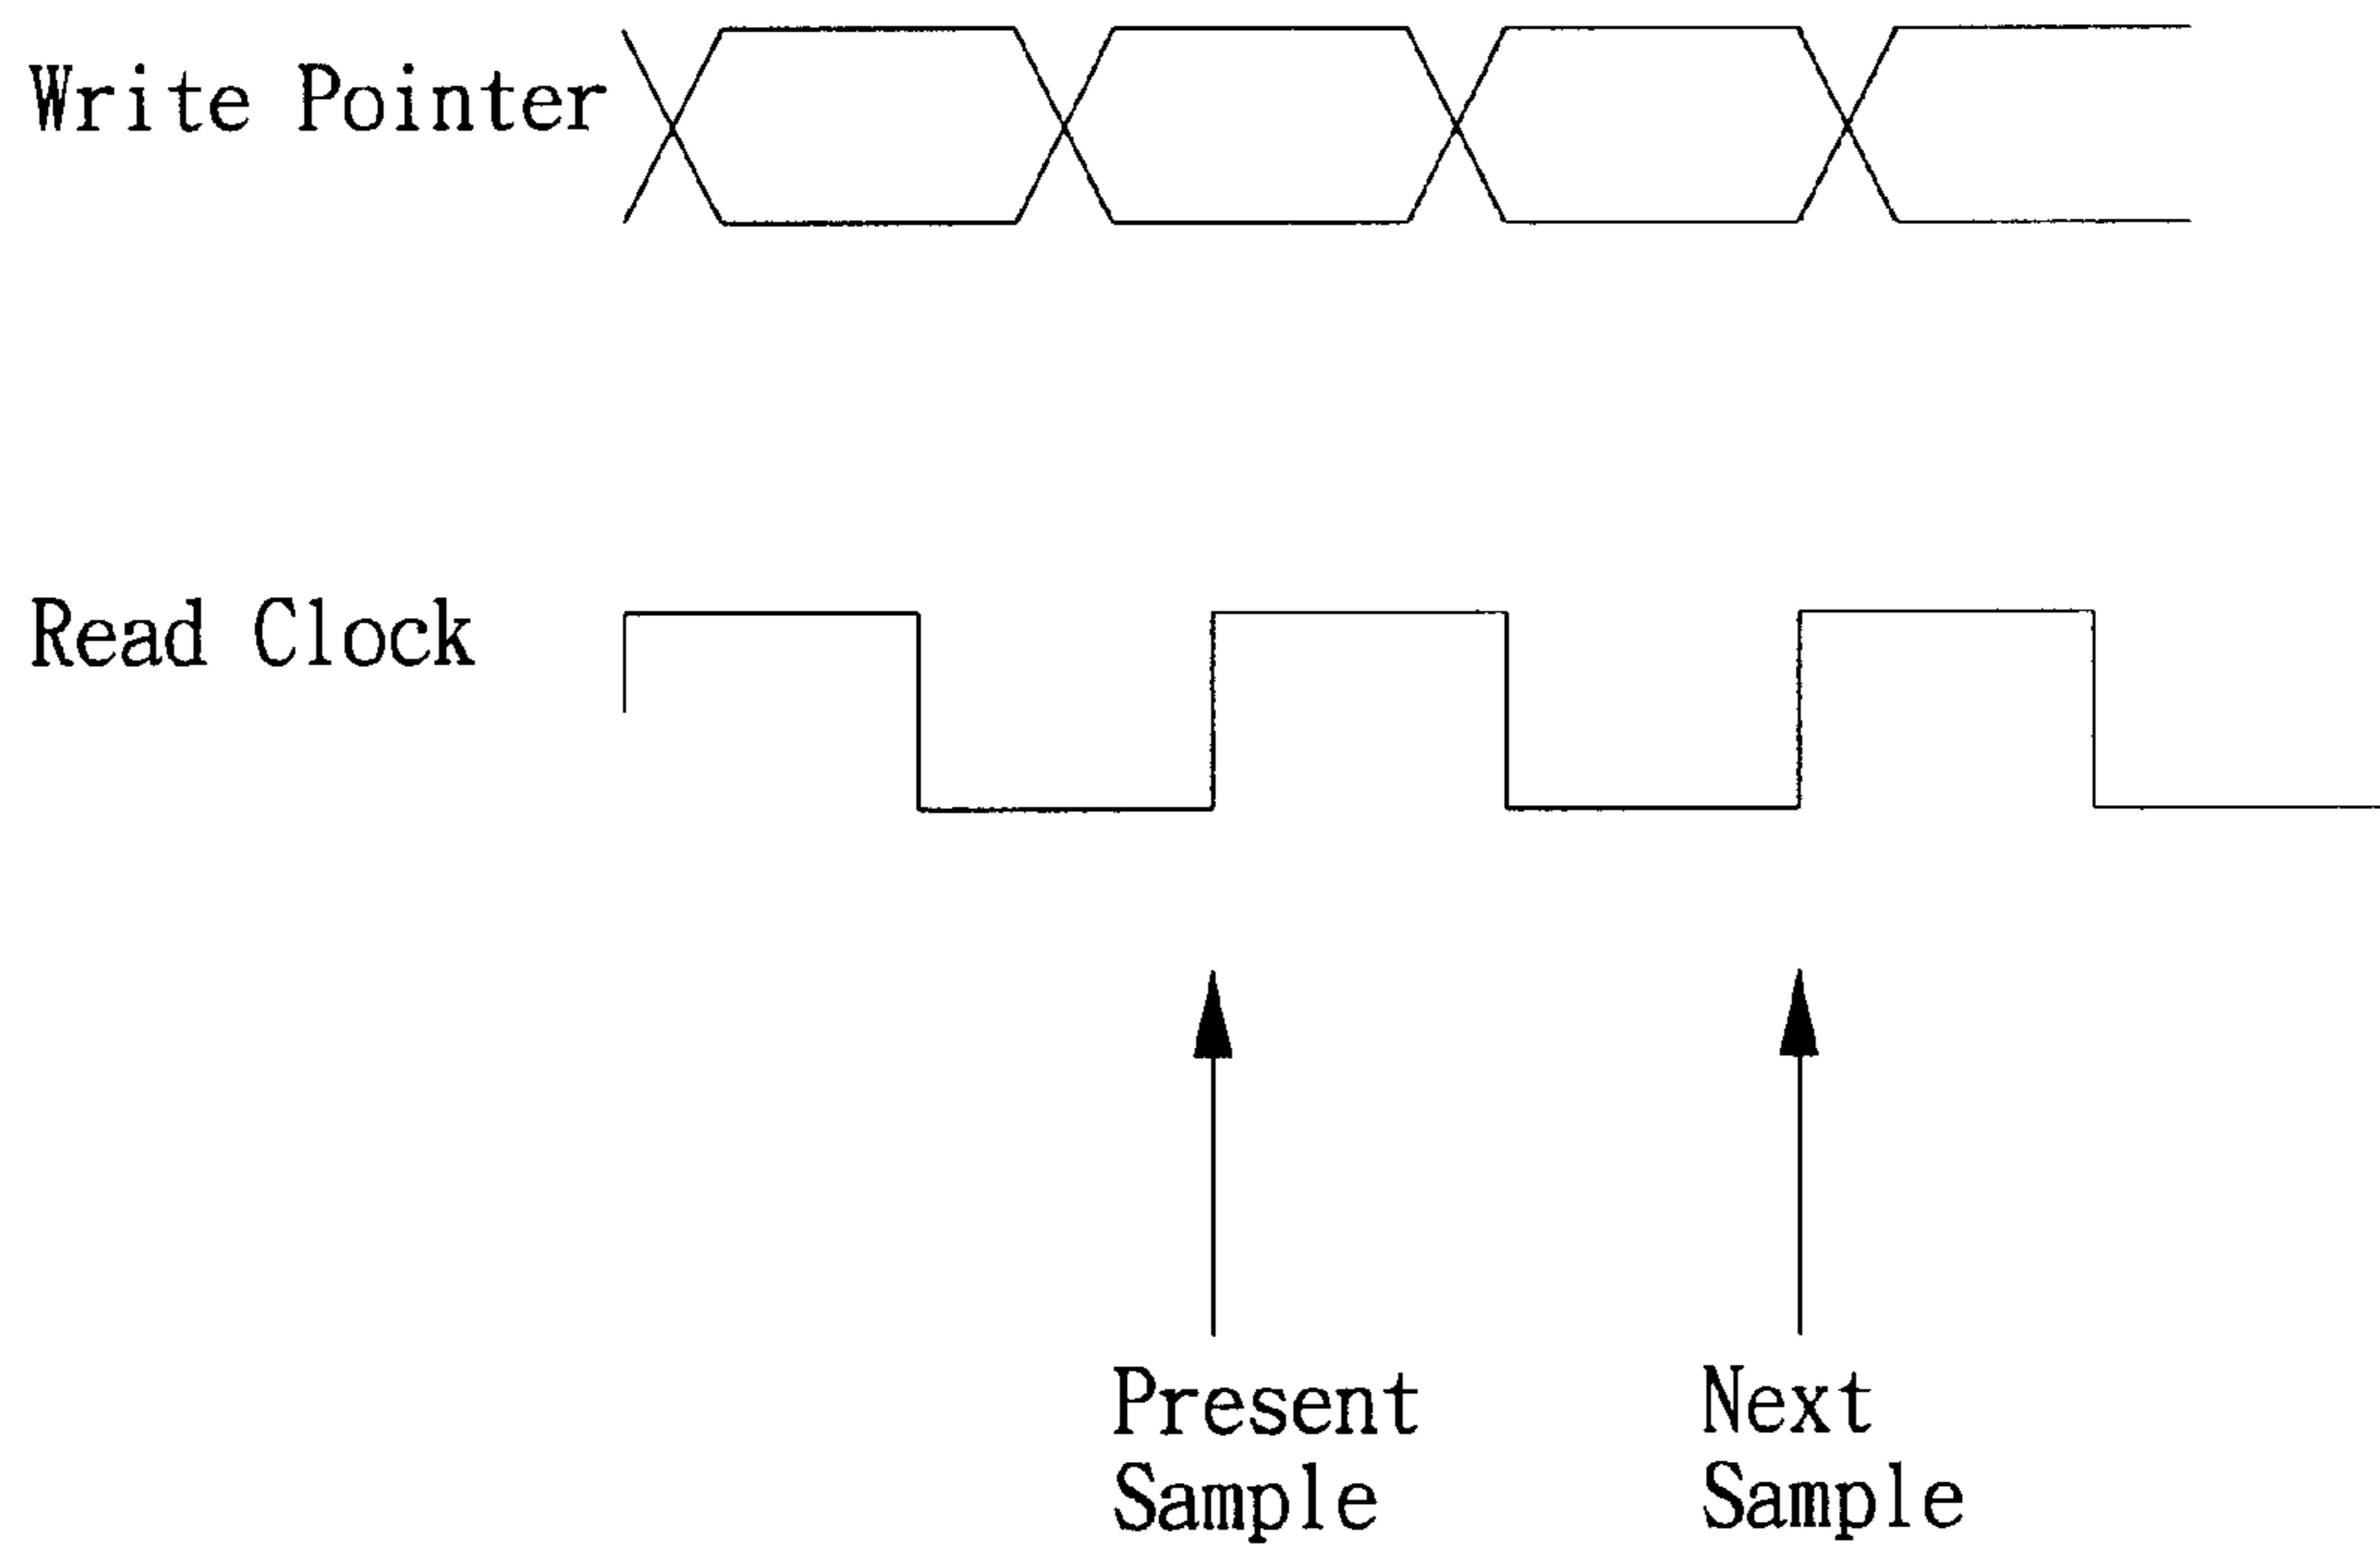 Write Pointer
Read Clock
Present
Sample
Next
Sample